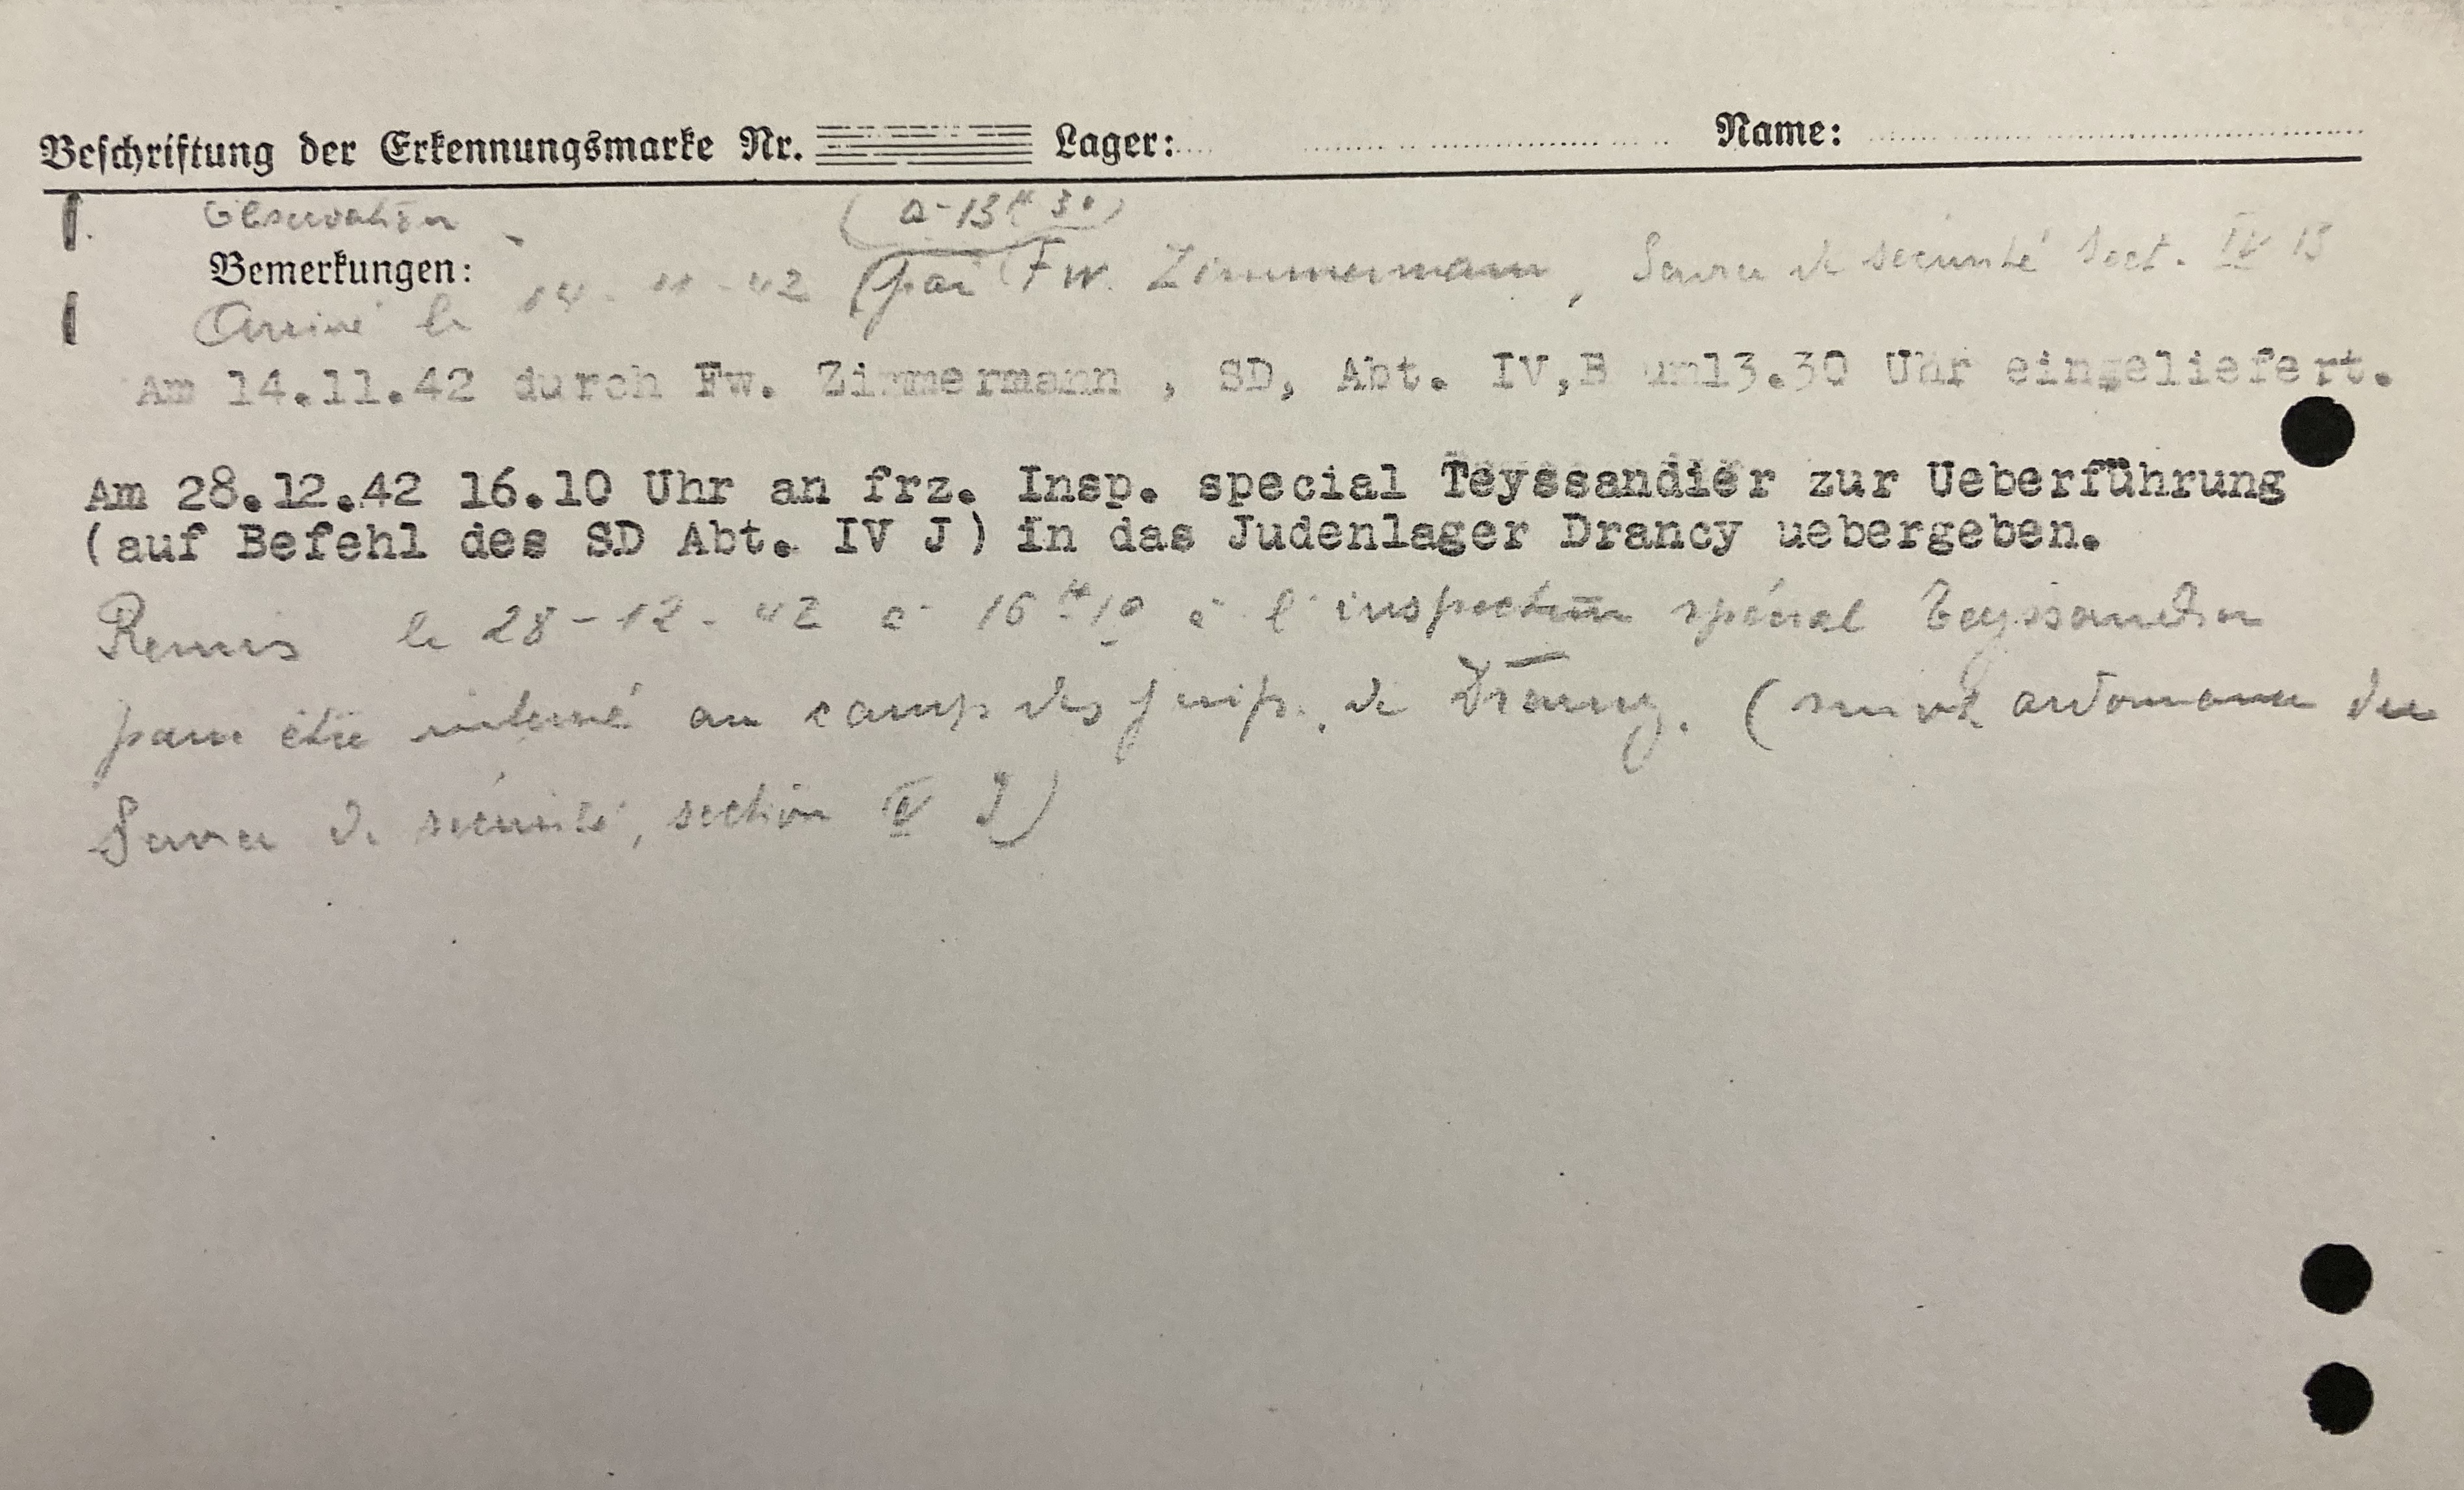 Beschriftung der Erkennungsmarke Nr. Lager: Name:
Observation
(à 13H 30)
Bemerkungen:
Arrivé le 14-11-42 (par Fw. Zimmermann, Service de sécurité Sect. IV B
Am 14.11.42 durch Fw. Zimmermann , SD, Abt. IV,B um13.30 Uhr eingeliefert.
Am 28.12.42 16.10 Uhr an frz. Insp. special Teyssandier zur Ueberführung
(auf Befehl des SD Abt. IV J) in das Judenlager Drancy uebergeben.
Remis le 28-12-42 à 16H10 à l'inspecteur spécial Teyssandier
pour être interné au camp des juifs. de Drancy. (suivt ordonnance du
Service de sécurité, section IV J)